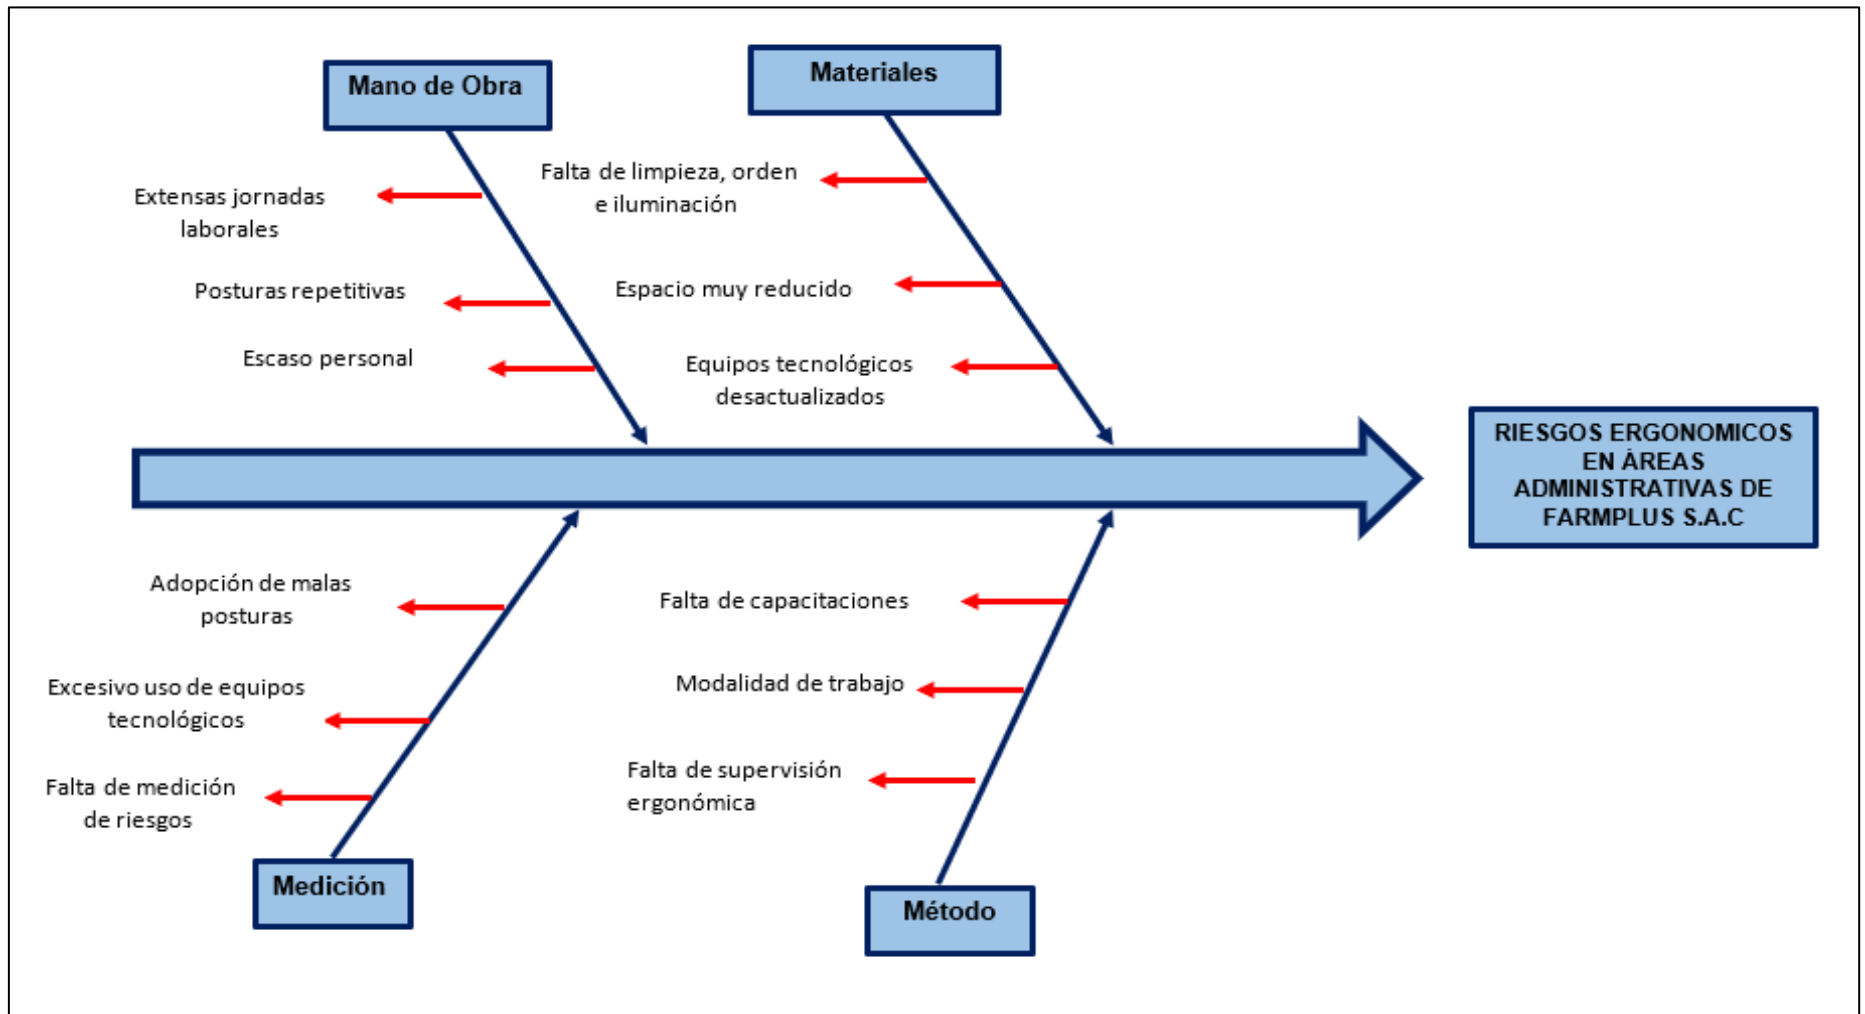 Mano de Obra
Materiales
Extensas jornadas
laborales
Posturas repetitivas
Escaso personal
Falta de limpieza, orden
e iluminación
Espacio muy reducido
Equipos tecnológicos
desactualizados
RIESGOS ERGONOMICOS
EN ÁREAS
ADMINISTRATIVAS DE
FARMPLUS S.A.C
Adopción de malas
posturas
Excesivo uso de equipos
tecnológicos
Falta de medición
de riesgos
Falta de capacitaciones
Modalidad de trabajo
Falta de supervisión
ergonómica
Medición
Método